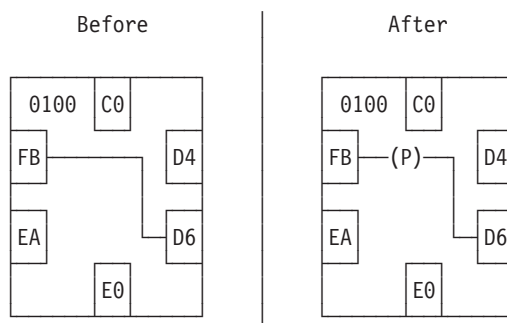 Before After
0100 C0 0100 C0
FB D4 FB (P) D4
EA D6 EA D6
E0 E0